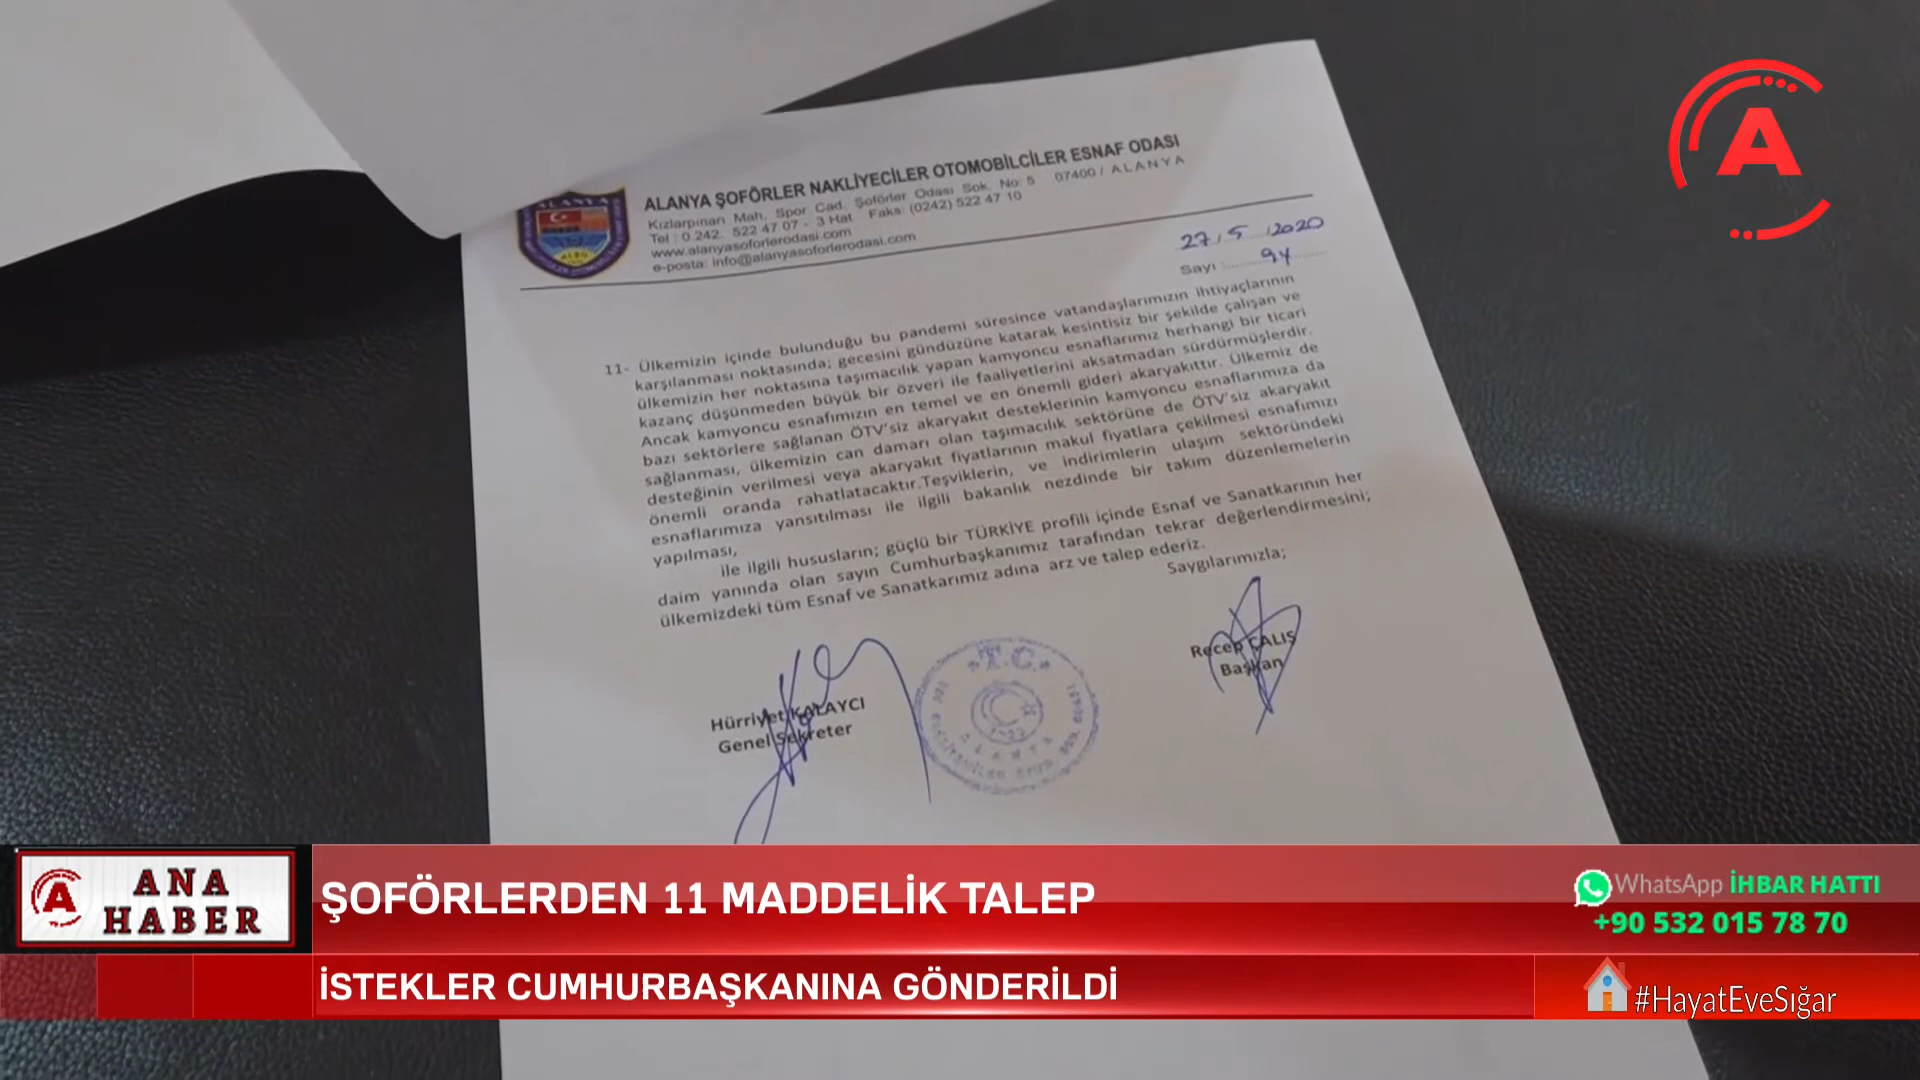 A
ALANYA
ALANYA ŞOFÖRLER NAKLİYECİLER OTOMOBİLCİLER ESNAF ODASI
Kızlarpınarı Mah. Spor Cad. Şoförler Odası Sok. No: 5 07400 / ALANYA
Tel : 0.242. 522 47 07 - 3 Hat Faks: (0242) 522 47 10
www.alanyasoforlerodasi.com
e-posta: info@alanyasoforlerodasi.com
27, 5 ,2020
Sayı : 94
11- Ülkemizin içinde bulunduğu bu pandemi süresince vatandaşlarımızın ihtiyaçlarının
karşılanması noktasında; gecesini gündüzüne katarak kesintisiz bir şekilde çalışan ve
ülkemizin her noktasına taşımacılık yapan kamyoncu esnaflarımız herhangi bir ticari
kazanç düşünmeden büyük bir özveri ile faaliyetlerini aksatmadan sürdürmüşlerdir.
Ancak kamyoncu esnafımızın en temel ve en önemli gideri akaryakıttır. Ülkemiz de
bazı sektörlere sağlanan ÖTV'siz akaryakıt desteklerinin kamyoncu esnaflarımıza da
sağlanması, ülkemizin can damarı olan taşımacılık sektörüne de ÖTV'siz akaryakıt
desteğinin verilmesi veya akaryakıt fiyatlarının makul fiyatlara çekilmesi esnafımızı
önemli oranda rahatlatacaktır.Teşviklerin, ve indirimlerin ulaşım sektöründeki
esnaflarımıza yansıtılması ile ilgili bakanlık nezdinde bir takım düzenlemelerin
yapılması,
ile ilgili hususların; güçlü bir TÜRKİYE profili içinde Esnaf ve Sanatkarının her
daim yanında olan sayın Cumhurbaşkanımız tarafından tekrar değerlendirmesini;
ülkemizdeki tüm Esnaf ve Sanatkarımız adına arz ve talep ederiz.
Saygılarımızla;
Hürriyet KALAYCI
Genel Sekreter
T.C.
Recep ÇALIŞ
Başkan
A ANA HABER
ŞOFÖRLERDEN 11 MADDELİK TALEP
WhatsApp İHBAR HATTI
+90 532 015 78 70
İSTEKLER CUMHURBAŞKANINA GÖNDERİLDİ
#HayatEveSığar